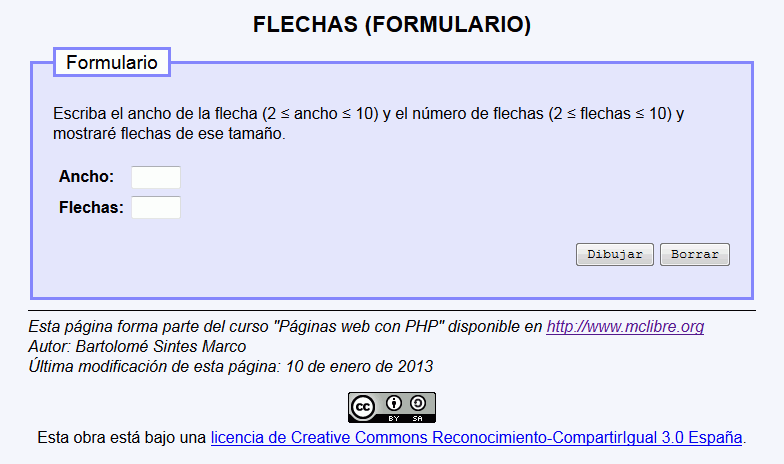 FLECHAS (FORMULARIO)
Formulario
Escriba el ancho de la flecha (2 ≤ ancho ≤ 10) y el número de flechas (2 ≤ flechas ≤ 10) y
mostraré flechas de ese tamaño.
Ancho:
Flechas:
Dibujar Borrar
Esta página forma parte del curso "Páginas web con PHP" disponible en http://www.mclibre.org
Autor: Bartolomé Sintes Marco
Última modificación de esta página: 10 de enero de 2013
cc
BY SA
Esta obra está bajo una licencia de Creative Commons Reconocimiento-CompartirIgual 3.0 España.